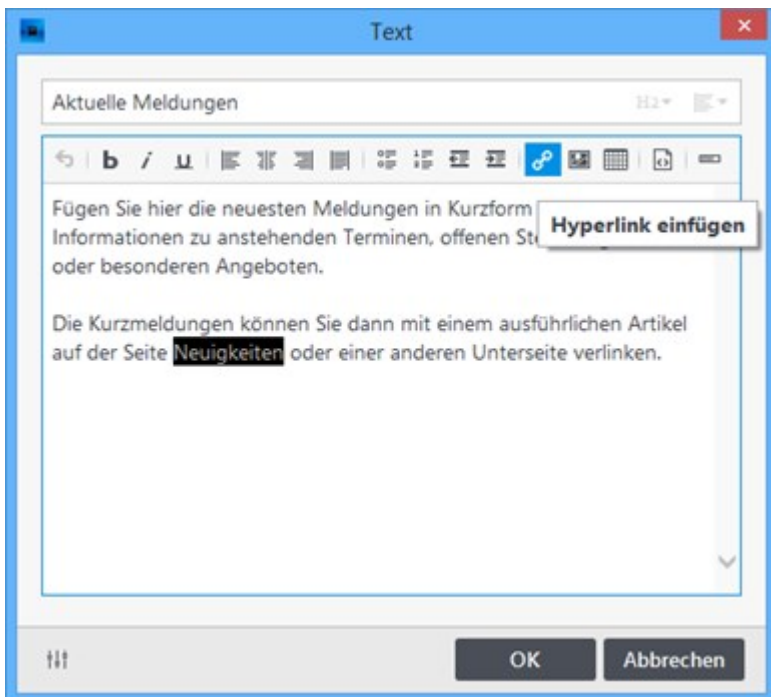 Text
Aktuelle Meldungen
H2
b i u
Fügen Sie hier die neuesten Meldungen in Kurzform
Hyperlink einfügen
Informationen zu anstehenden Terminen, offenen
oder besonderen Angeboten.
Die Kurzmeldungen können Sie dann mit einem ausführlichen Artikel
auf der Seite Neuigkeiten oder einer anderen Unterseite verlinken.
OK Abbrechen